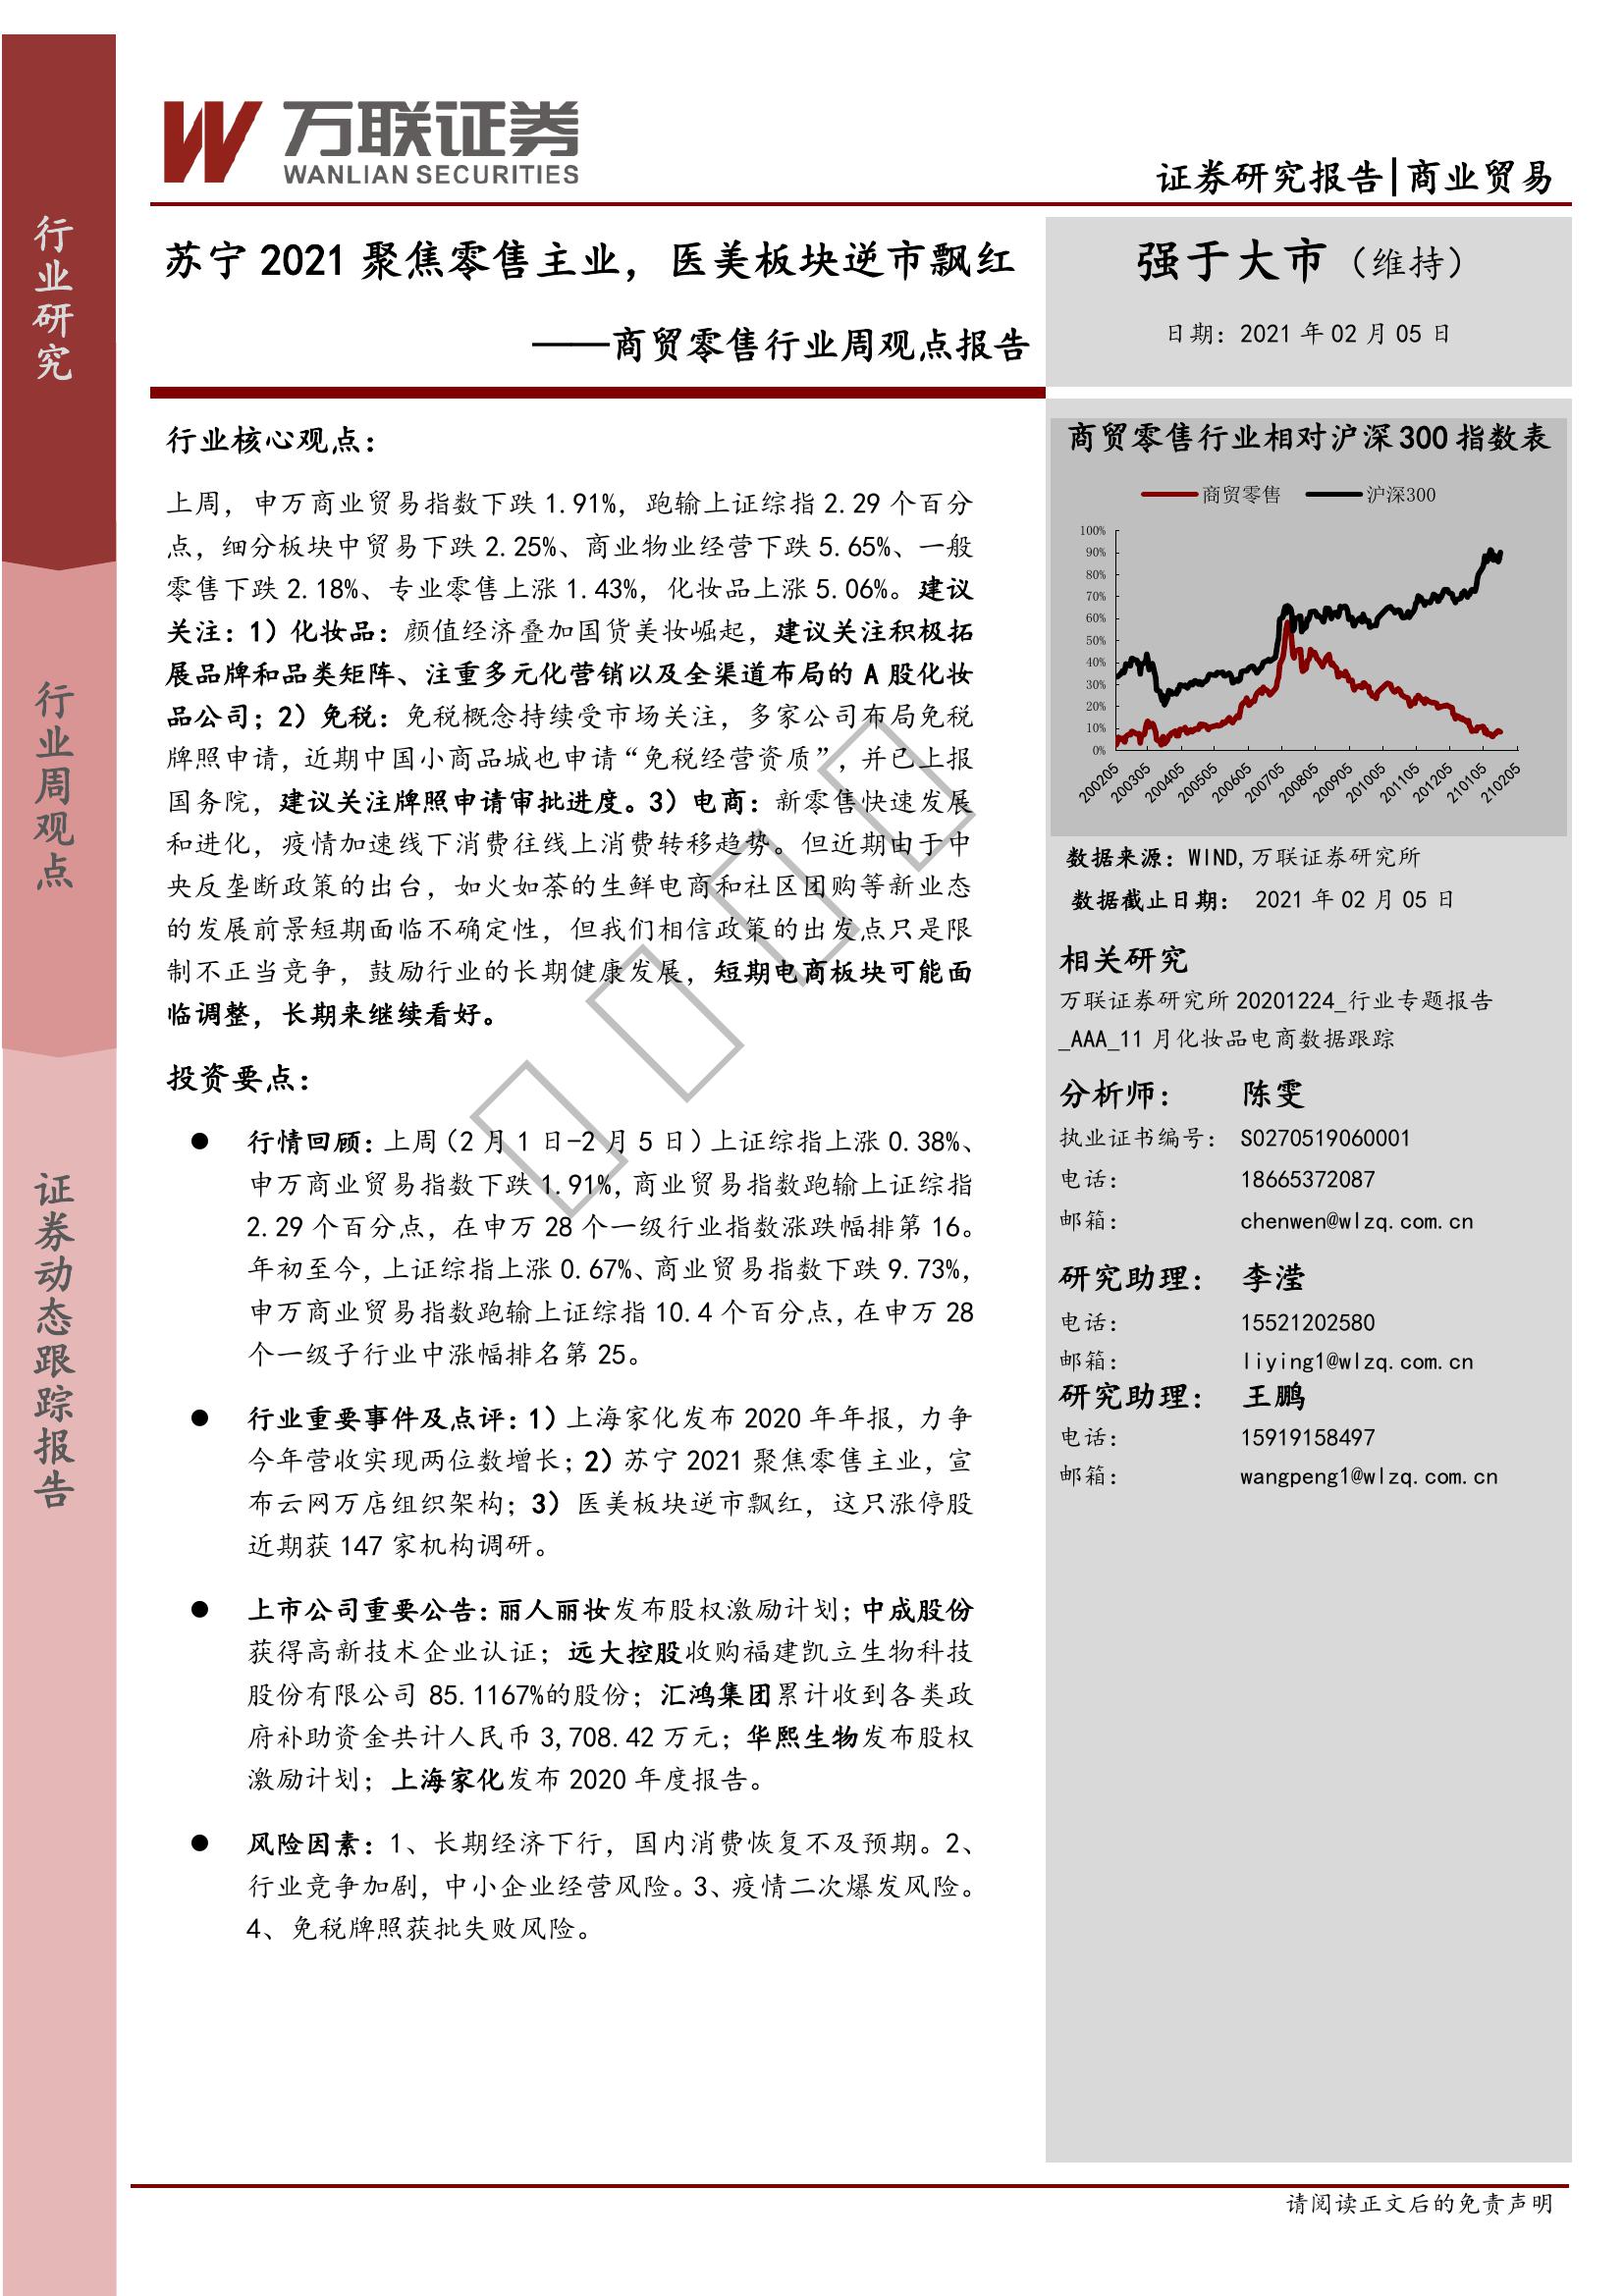 行业研究
行业周观点
证券动态跟踪报告
万联证券
WANLIAN SECURITIES
证券研究报告|商业贸易
苏宁 2021 聚焦零售主业，医美板块逆市飘红
——商贸零售行业周观点报告
强于大市（维持）
日期：2021 年 02 月 05 日
行业核心观点：
上周，申万商业贸易指数下跌 1.91%，跑输上证综指 2.29 个百分
点，细分板块中贸易下跌 2.25%、商业物业经营下跌 5.65%、一般
零售下跌 2.18%、专业零售上涨 1.43%，化妆品上涨 5.06%。建议
关注：1）化妆品：颜值经济叠加国货美妆崛起，建议关注积极拓
展品牌和品类矩阵、注重多元化营销以及全渠道布局的 A 股化妆
品公司；2）免税：免税概念持续受市场关注，多家公司布局免税
牌照申请，近期中国小商品城也申请“免税经营资质”，并已上报
国务院，建议关注牌照申请审批进度。3）电商：新零售快速发展
和进化，疫情加速线下消费往线上消费转移趋势。但近期由于中
央反垄断政策的出台，如火如荼的生鲜电商和社区团购等新业态
的发展前景短期面临不确定性，但我们相信政策的出发点只是限
制不正当竞争，鼓励行业的长期健康发展，短期电商板块可能面
临调整，长期来继续看好。
投资要点：
● 行情回顾：上周（2 月 1 日-2 月 5 日）上证综指上涨 0.38%、
申万商业贸易指数下跌 1.91%，商业贸易指数跑输上证综指
2.29 个百分点，在申万 28 个一级行业指数涨跌幅排第 16。
年初至今，上证综指上涨 0.67%、商业贸易指数下跌 9.73%，
申万商业贸易指数跑输上证综指 10.4 个百分点，在申万 28
个一级子行业中涨幅排名第 25。
● 行业重要事件及点评：1）上海家化发布 2020 年年报，力争
今年营收实现两位数增长；2）苏宁 2021 聚焦零售主业，宣
布云网万店组织架构；3）医美板块逆市飘红，这只涨停股
近期获 147 家机构调研。
● 上市公司重要公告：丽人丽妆发布股权激励计划；中成股份
获得高新技术企业认证；远大控股收购福建凯立生物科技
股份有限公司 85.1167%的股份；汇鸿集团累计收到各类政
府补助资金共计人民币 3,708.42 万元；华熙生物发布股权
激励计划；上海家化发布 2020 年度报告。
● 风险因素：1、长期经济下行，国内消费恢复不及预期。2、
行业竞争加剧，中小企业经营风险。3、疫情二次爆发风险。
4、免税牌照获批失败风险。
商贸零售行业相对沪深 300 指数表
商贸零售 沪深300
100%
90%
80%
70%
60%
50%
40%
30%
20%
10%
0%
200205 200305 200405 200505 200605 200705 200805 200905 201005 201105 201205 210105 210205
数据来源：WIND,万联证券研究所
数据截止日期： 2021 年 02 月 05 日
相关研究
万联证券研究所 20201224_行业专题报告
_AAA_11 月化妆品电商数据跟踪
分析师： 陈雯
执业证书编号： S0270519060001
电话： 18665372087
邮箱： chenwen@wlzq.com.cn
研究助理： 李滢
电话： 15521202580
邮箱： liying1@wlzq.com.cn
研究助理： 王鹏
电话： 15919158497
邮箱： wangpeng1@wlzq.com.cn
请阅读正文后的免责声明